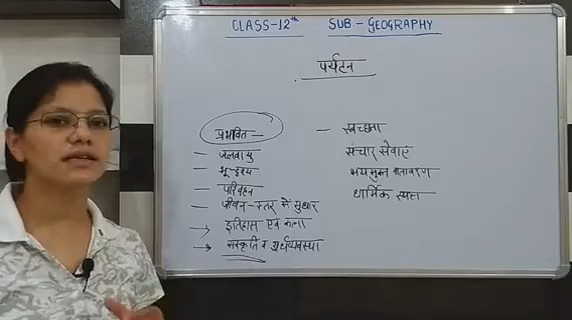 CLASS-12th SUB.- GEOGRAPHY
पर्यटन
प्रभावित -
- जलवायु
- भू-दृश्य
- परिवहन
- जीवन-स्तर में सुधार
→ इतिहास एवं कला
→ संस्कृति व अर्थव्यवस्था
- स्वच्छता
संचार सेवाएं
भयमुक्त वातावरण
धार्मिक स्थल